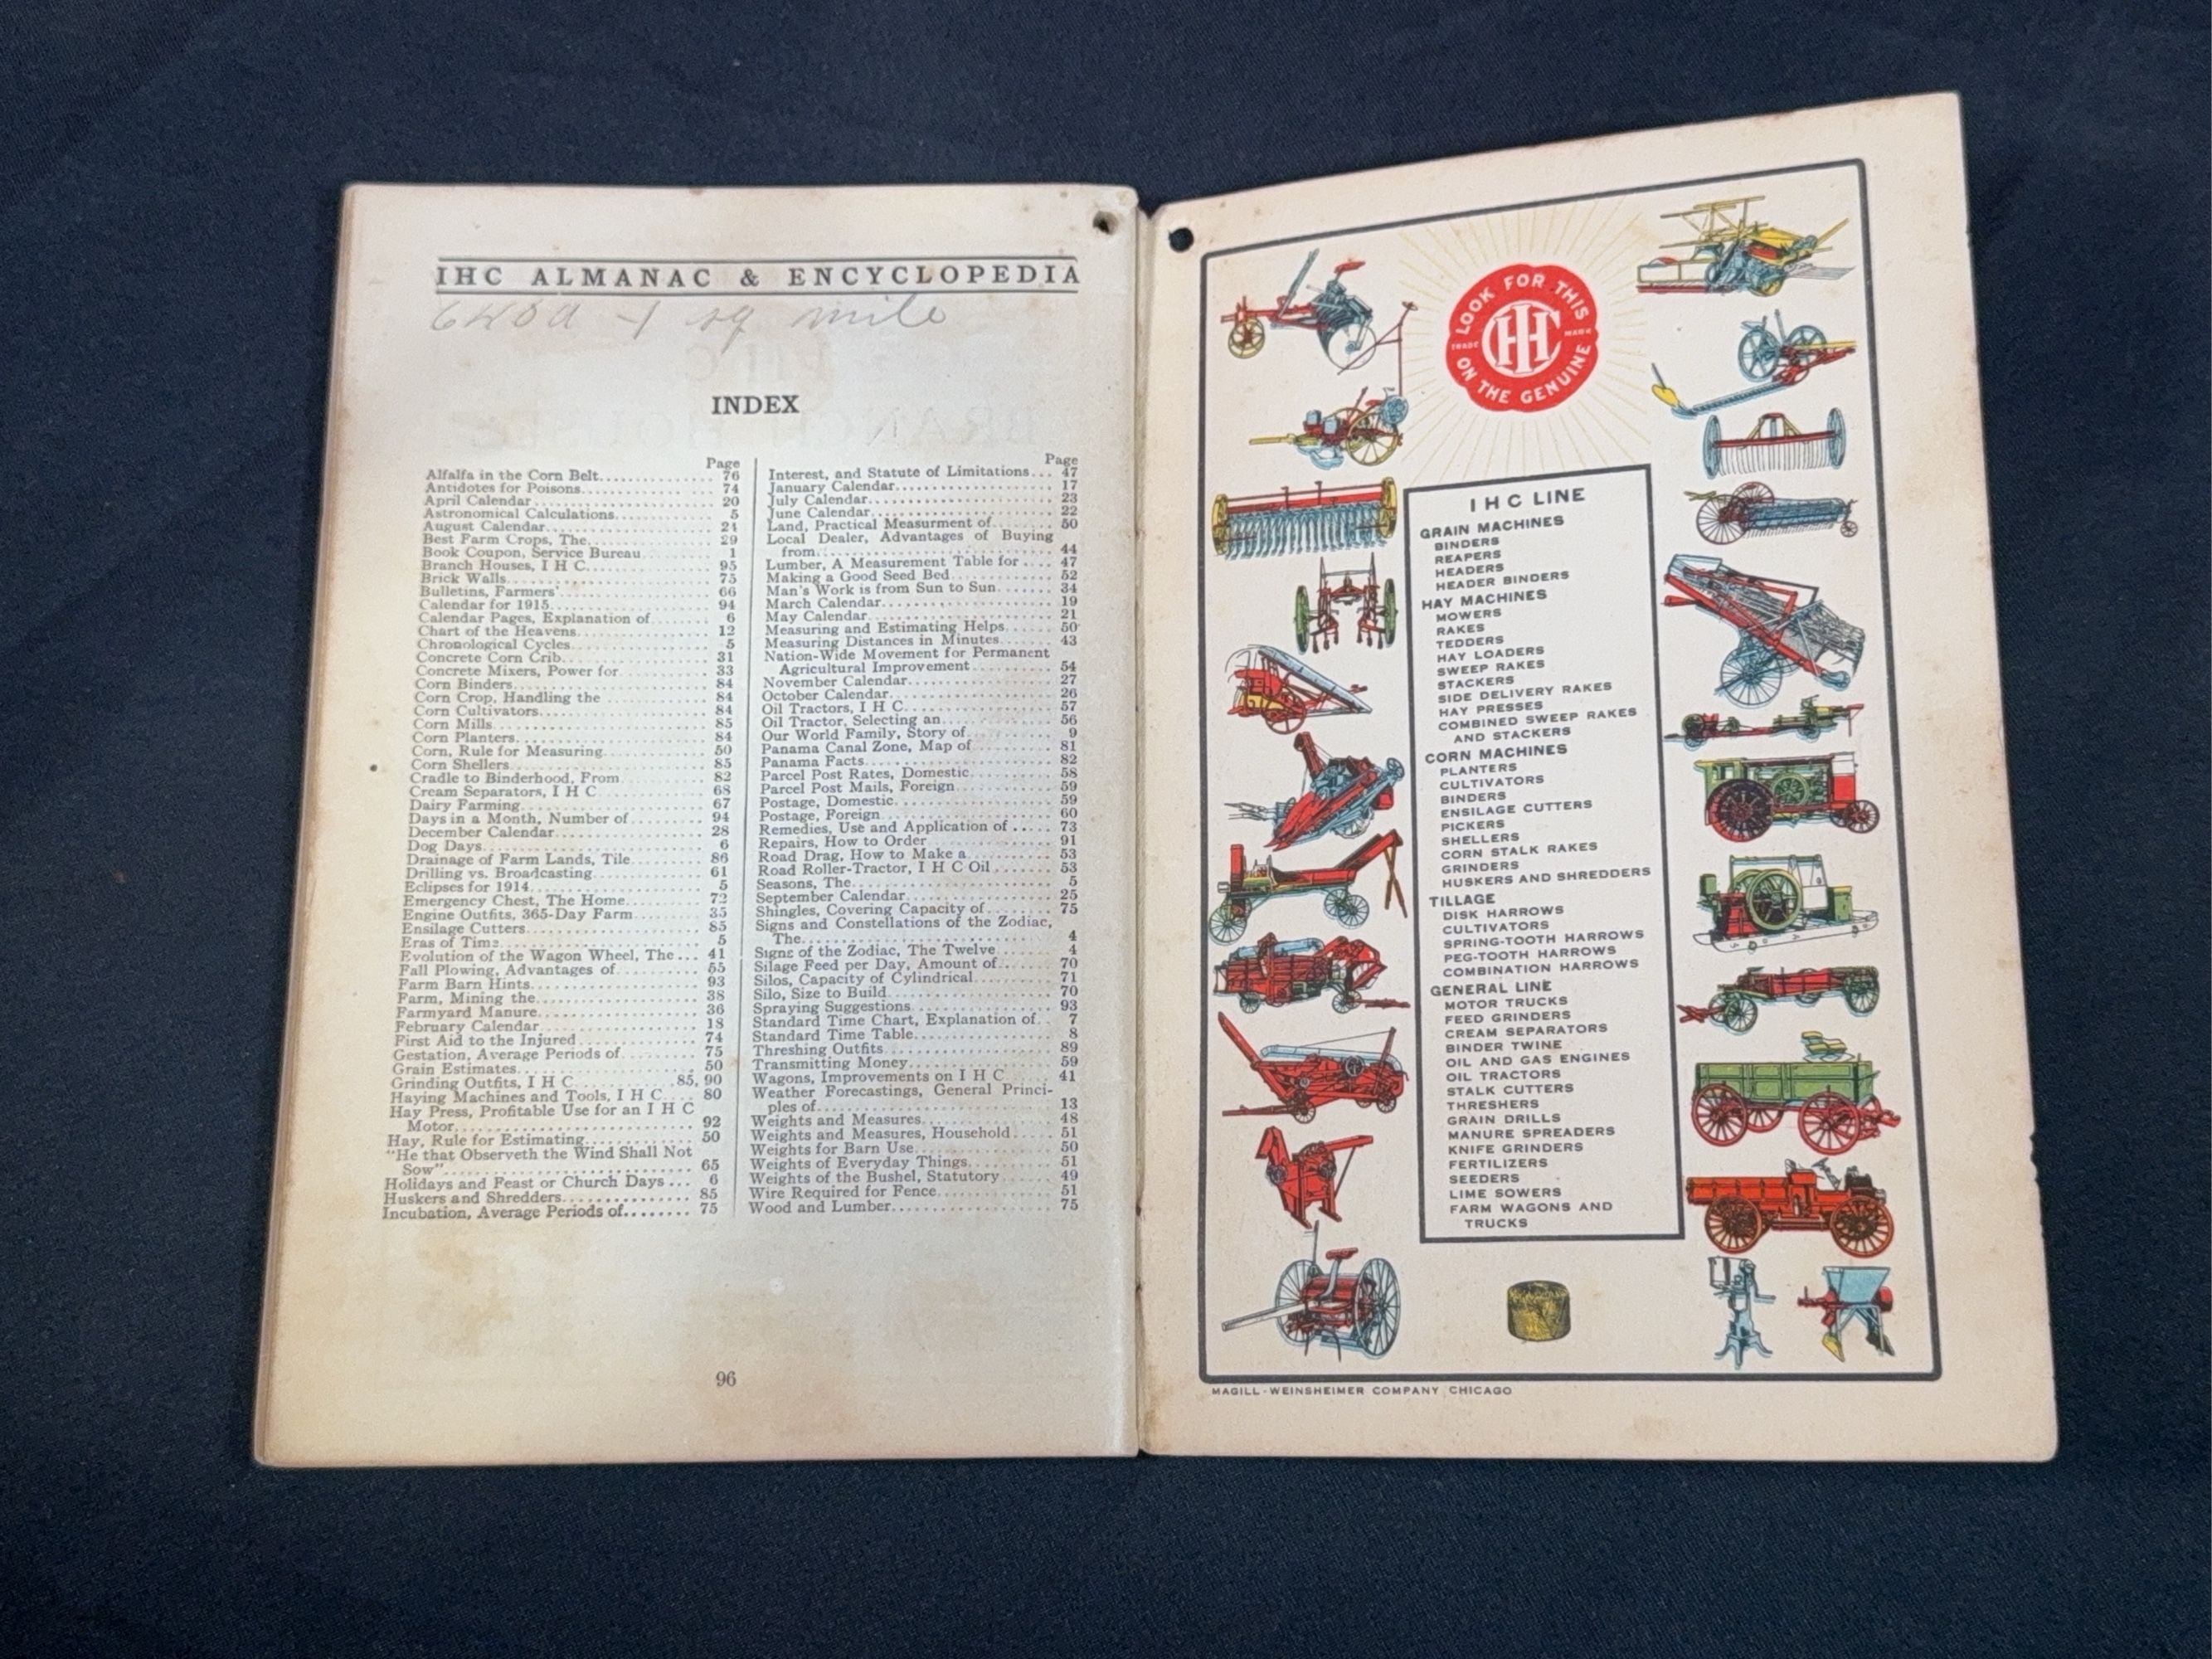 IHC ALMANAC & ENCYCLOPEDIA
640a - 1 sq mile
INDEX
Page
Alfalfa in the Corn Belt.............. 76
Antidotes for Poisons.............. 74
April Calendar.............. 20
Astronomical Calculations.............. 5
August Calendar.............. 24
Best Farm Crops, The.............. 29
Book Coupon, Service Bureau.............. 1
Branch Houses, I H C.............. 95
Brick Walls.............. 75
Bulletins, Farmers'.............. 66
Calendar for 1915.............. 94
Calendar Pages, Explanation of.............. 6
Chart of the Heavens.............. 12
Chronological Cycles.............. 5
Concrete Corn Crib.............. 31
Concrete Mixers, Power for.............. 33
Corn Binders.............. 84
Corn Crop, Handling the.............. 84
Corn Cultivators.............. 84
Corn Mills.............. 85
Corn Planters.............. 84
Corn, Rule for Measuring.............. 50
Corn Shellers.............. 85
Cradle to Binderhood, From.............. 82
Cream Separators, I H C.............. 68
Dairy Farming.............. 67
Days in a Month, Number of.............. 94
December Calendar.............. 28
Dog Days.............. 6
Drainage of Farm Lands, Tile.............. 86
Drilling vs. Broadcasting.............. 61
Eclipses for 1914.............. 5
Emergency Chest, The Home.............. 72
Engine Outfits, 365-Day Farm.............. 35
Ensilage Cutters.............. 85
Eras of Time.............. 5
Evolution of the Wagon Wheel, The... 41
Fall Plowing, Advantages of.............. 55
Farm Barn Hints.............. 93
Farm, Mining the.............. 38
Farmyard Manure.............. 36
February Calendar.............. 18
First Aid to the Injured.............. 74
Gestation, Average Periods of.............. 75
Grain Estimates.............. 50
Grinding Outfits, I H C.............. 85, 90
Haying Machines and Tools, I H C.... 80
Hay Press, Profitable Use for an I H C
Motor.............. 92
Hay, Rule for Estimating.............. 50
"He that Observeth the Wind Shall Not
Sow".............. 65
Holidays and Feast or Church Days... 6
Huskers and Shredders.............. 85
Incubation, Average Periods of........ 75
Page
Interest, and Statute of Limitations... 47
January Calendar.............. 17
July Calendar.............. 23
June Calendar.............. 22
Land, Practical Measurment of.............. 50
Local Dealer, Advantages of Buying
from.............. 44
Lumber, A Measurement Table for.... 47
Making a Good Seed Bed.............. 52
Man's Work is from Sun to Sun.............. 34
March Calendar.............. 19
May Calendar.............. 21
Measuring and Estimating Helps.............. 50
Measuring Distances in Minutes.............. 43
Nation-Wide Movement for Permanent
Agricultural Improvement.............. 54
November Calendar.............. 27
October Calendar.............. 26
Oil Tractors, I H C.............. 57
Oil Tractor, Selecting an.............. 56
Our World Family, Story of.............. 9
Panama Canal Zone, Map of.............. 81
Panama Facts.............. 82
Parcel Post Rates, Domestic.............. 58
Parcel Post Mails, Foreign.............. 59
Postage, Domestic.............. 59
Postage, Foreign.............. 60
Remedies, Use and Application of..... 73
Repairs, How to Order.............. 91
Road Drag, How to Make a.............. 53
Road Roller-Tractor, I H C Oil.............. 53
Seasons, The.............. 5
September Calendar.............. 25
Shingles, Covering Capacity of.............. 75
Signs and Constellations of the Zodiac,
The.............. 4
Signs of the Zodiac, The Twelve.............. 4
Silage Feed per Day, Amount of.............. 70
Silos, Capacity of Cylindrical.............. 71
Silo, Size to Build.............. 70
Spraying Suggestions.............. 93
Standard Time Chart, Explanation of.. 7
Standard Time Table.............. 8
Threshing Outfits.............. 89
Transmitting Money.............. 59
Wagons, Improvements on I H C.............. 41
Weather Forecastings, General Princi-
ples of.............. 13
Weights and Measures.............. 48
Weights and Measures, Household..... 51
Weights for Barn Use.............. 50
Weights of Everyday Things.............. 51
Weights of the Bushel, Statutory.............. 49
Wire Required for Fence.............. 51
Wood and Lumber.............. 75
96
LOOK FOR THIS
TRADE IHC MARK
ON THE GENUINE
I H C LINE
GRAIN MACHINES
BINDERS
REAPERS
HEADERS
HEADER BINDERS
HAY MACHINES
MOWERS
RAKES
TEDDERS
HAY LOADERS
SWEEP RAKES
STACKERS
SIDE DELIVERY RAKES
HAY PRESSES
COMBINED SWEEP RAKES
AND STACKERS
CORN MACHINES
PLANTERS
CULTIVATORS
BINDERS
ENSILAGE CUTTERS
PICKERS
SHELLERS
CORN STALK RAKES
GRINDERS
HUSKERS AND SHREDDERS
TILLAGE
DISK HARROWS
CULTIVATORS
SPRING-TOOTH HARROWS
PEG-TOOTH HARROWS
COMBINATION HARROWS
GENERAL LINE
MOTOR TRUCKS
FEED GRINDERS
CREAM SEPARATORS
BINDER TWINE
OIL AND GAS ENGINES
OIL TRACTORS
STALK CUTTERS
THRESHERS
GRAIN DRILLS
MANURE SPREADERS
KNIFE GRINDERS
FERTILIZERS
SEEDERS
LIME SOWERS
FARM WAGONS AND
TRUCKS
MAGILL-WEINSHEIMER COMPANY CHICAGO